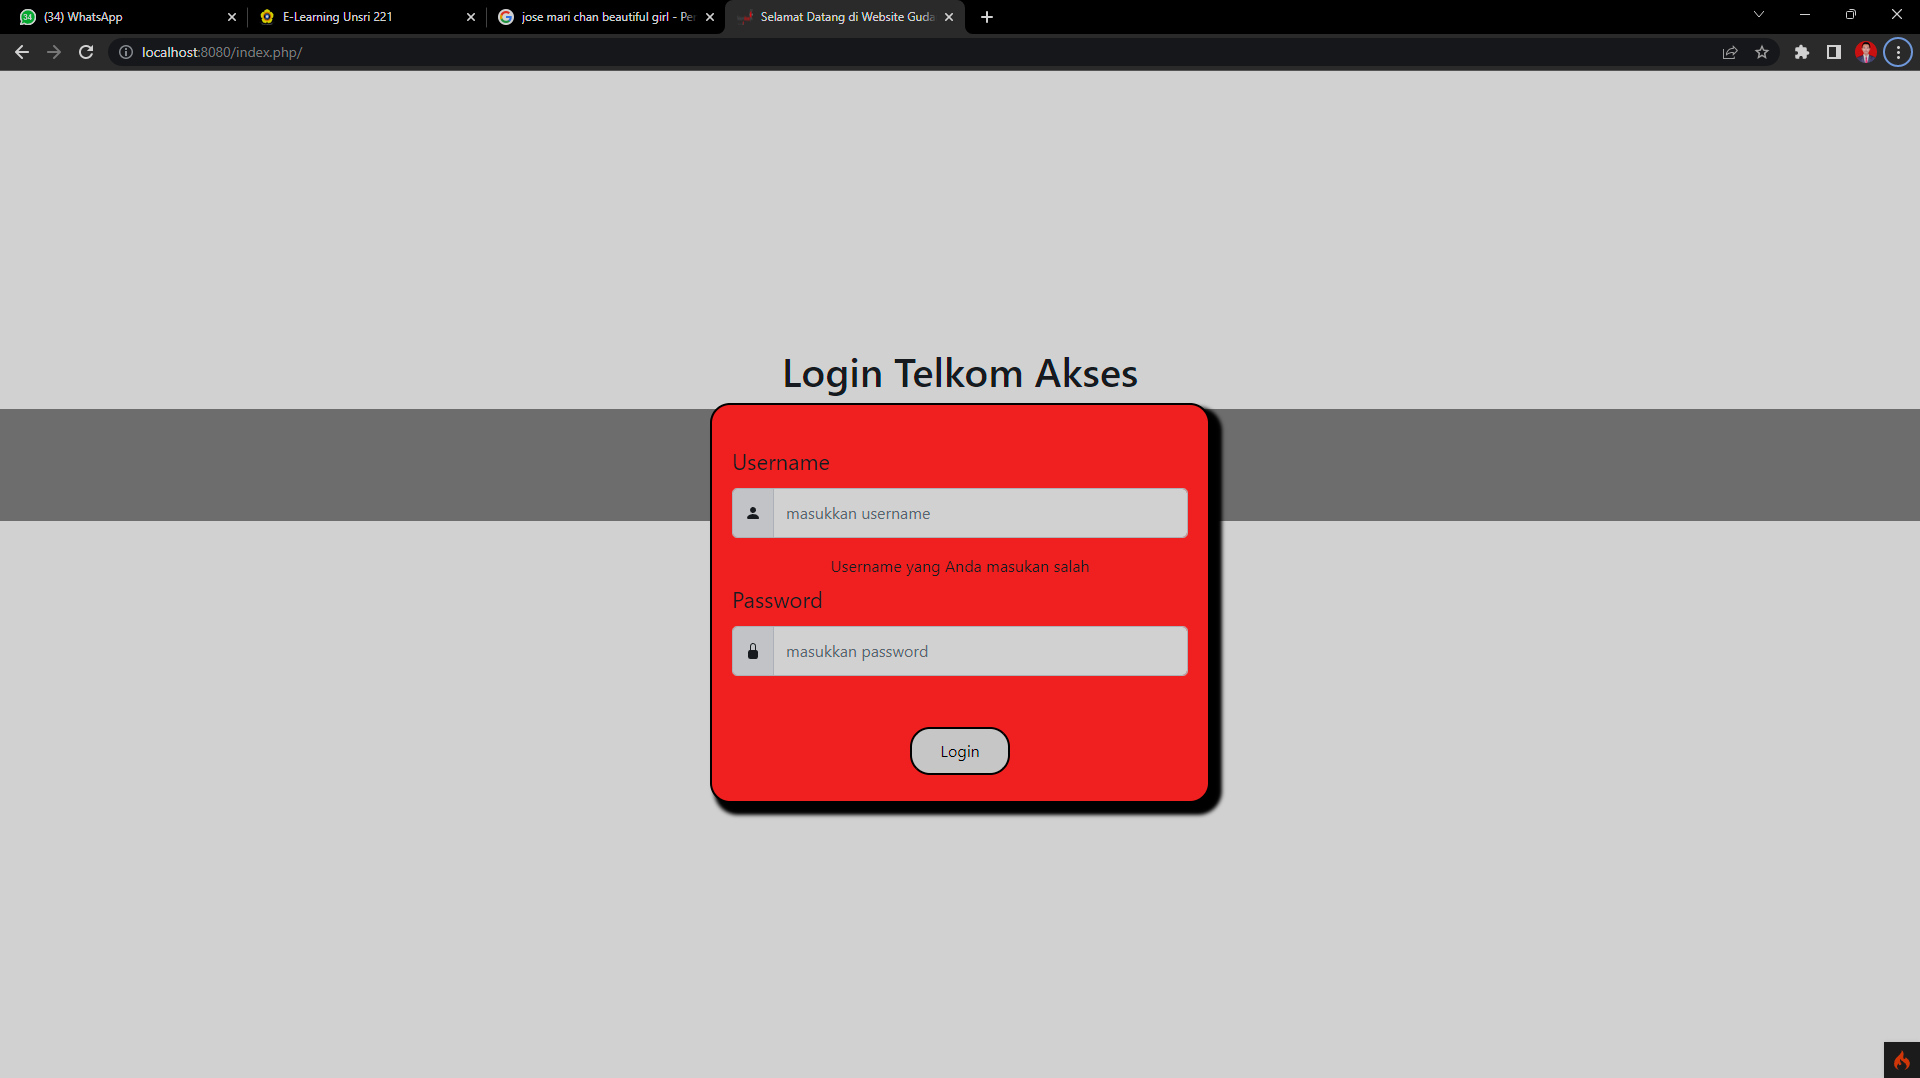 34
(34) WhatsApp
E-Learning Unsri 221
jose mari chan beautiful girl - Pe
Selamat Datang di Website Guda
localhost:8080/index.php/
Login Telkom Akses
Username
masukkan username
Username yang Anda masukan salah
Password
masukkan password
Login